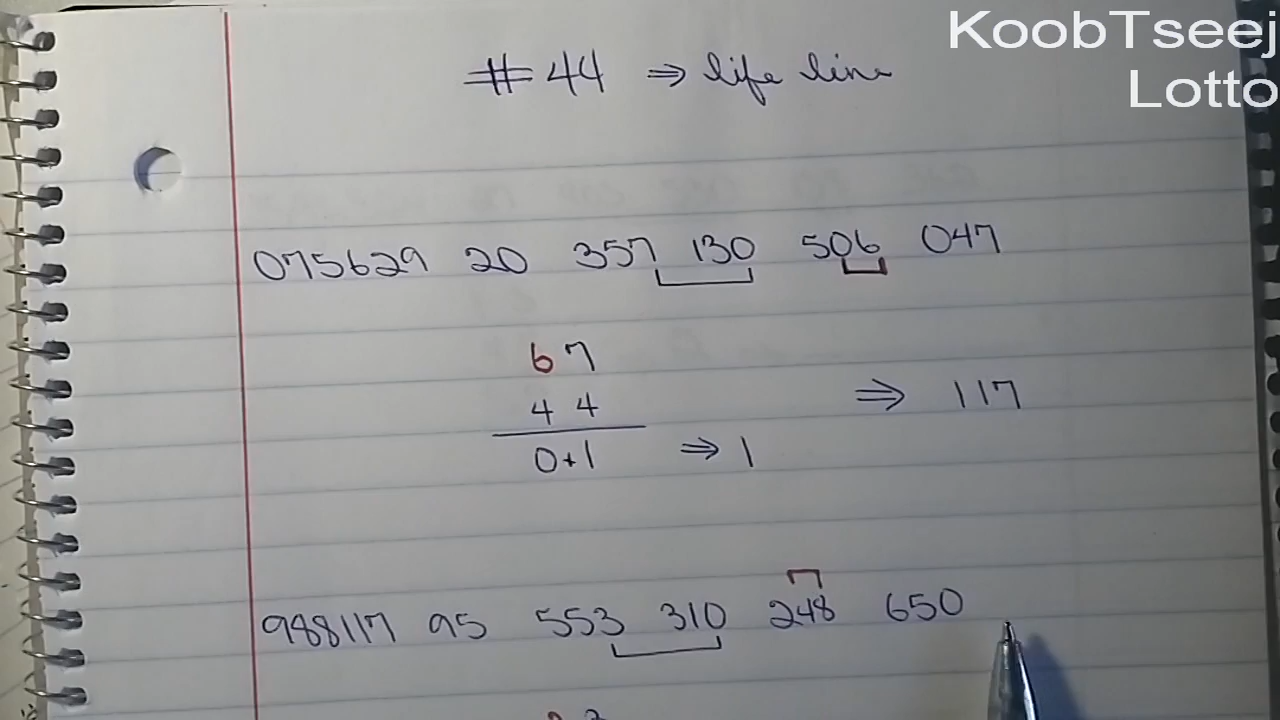 KoobTseej
Lotto
#44 ⇒ life line
075629 20 357 130 506 047
67
44
⇒ 117
0+1 ⇒ 1
988117 95 553 310 248 650